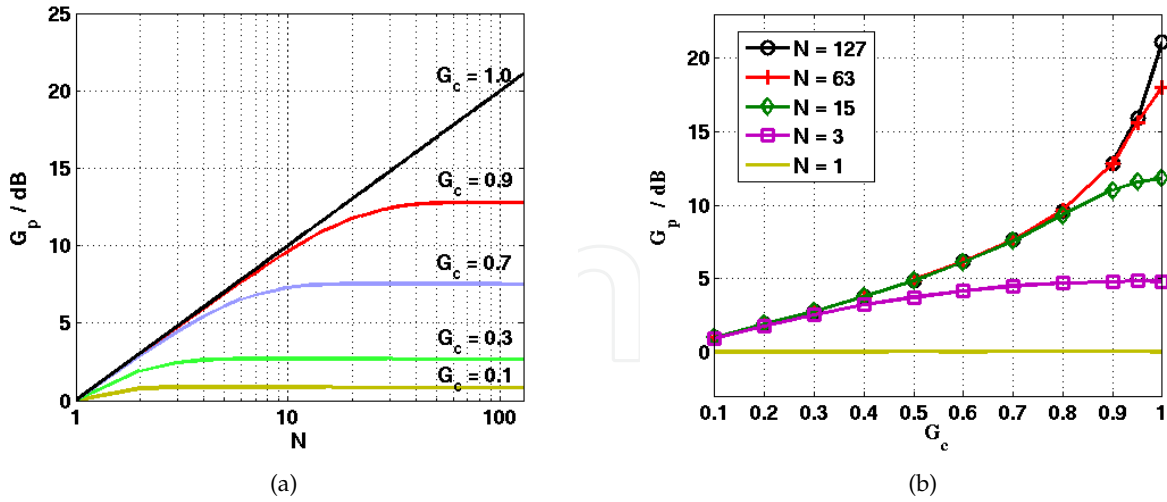 25
20
15
10
5
0
G_p / dB
G_c = 1.0
G_c = 0.9
G_c = 0.7
G_c = 0.3
G_c = 0.1
1
10
100
N
(a)
20
15
10
5
0
G_p / dB
N = 127
N = 63
N = 15
N = 3
N = 1
0.1 0.2 0.3 0.4 0.5 0.6 0.7 0.8 0.9 1
G_c
(b)